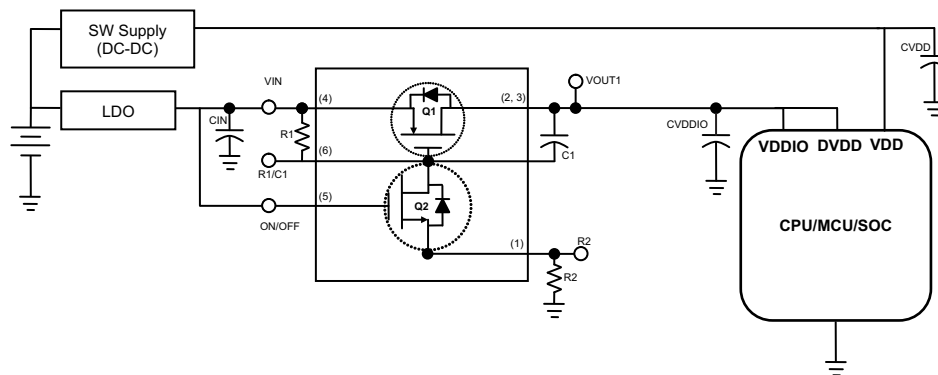 SW Supply
(DC-DC)
CVDD
VIN
VOUT1
LDO
(4)
Q1
(2, 3)
CIN
R1
C1
CVDDIO
VDDIO DVDD VDD
(6)
R1/C1
(5)
Q2
ON/OFF
CPU/MCU/SOC
(1)
R2
R2